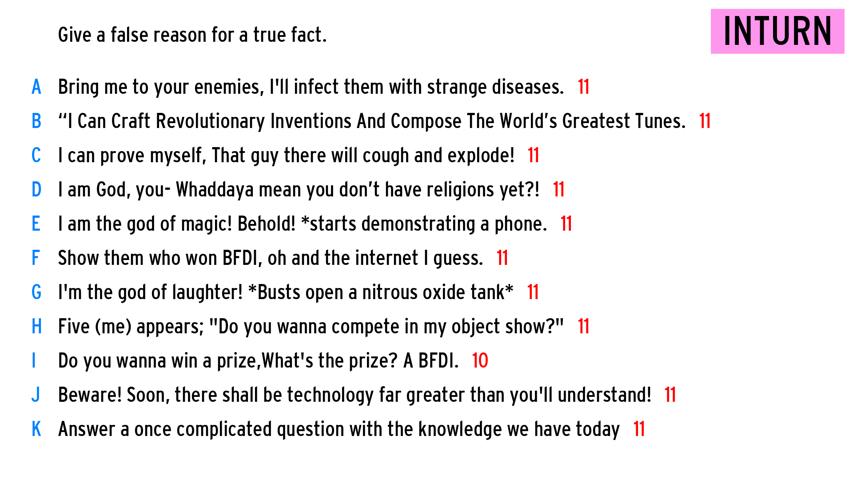 Give a false reason for a true fact.
INTURN
A Bring me to your enemies, I'll infect them with strange diseases. 11
B “I Can Craft Revolutionary Inventions And Compose The World’s Greatest Tunes. 11
C I can prove myself, That guy there will cough and explode! 11
D I am God, you- Whaddaya mean you don’t have religions yet?! 11
E I am the god of magic! Behold! *starts demonstrating a phone. 11
F Show them who won BFDI, oh and the internet I guess. 11
G I'm the god of laughter! *Busts open a nitrous oxide tank* 11
H Five (me) appears; "Do you wanna compete in my object show?" 11
I Do you wanna win a prize,What's the prize? A BFDI. 10
J Beware! Soon, there shall be technology far greater than you'll understand! 11
K Answer a once complicated question with the knowledge we have today 11